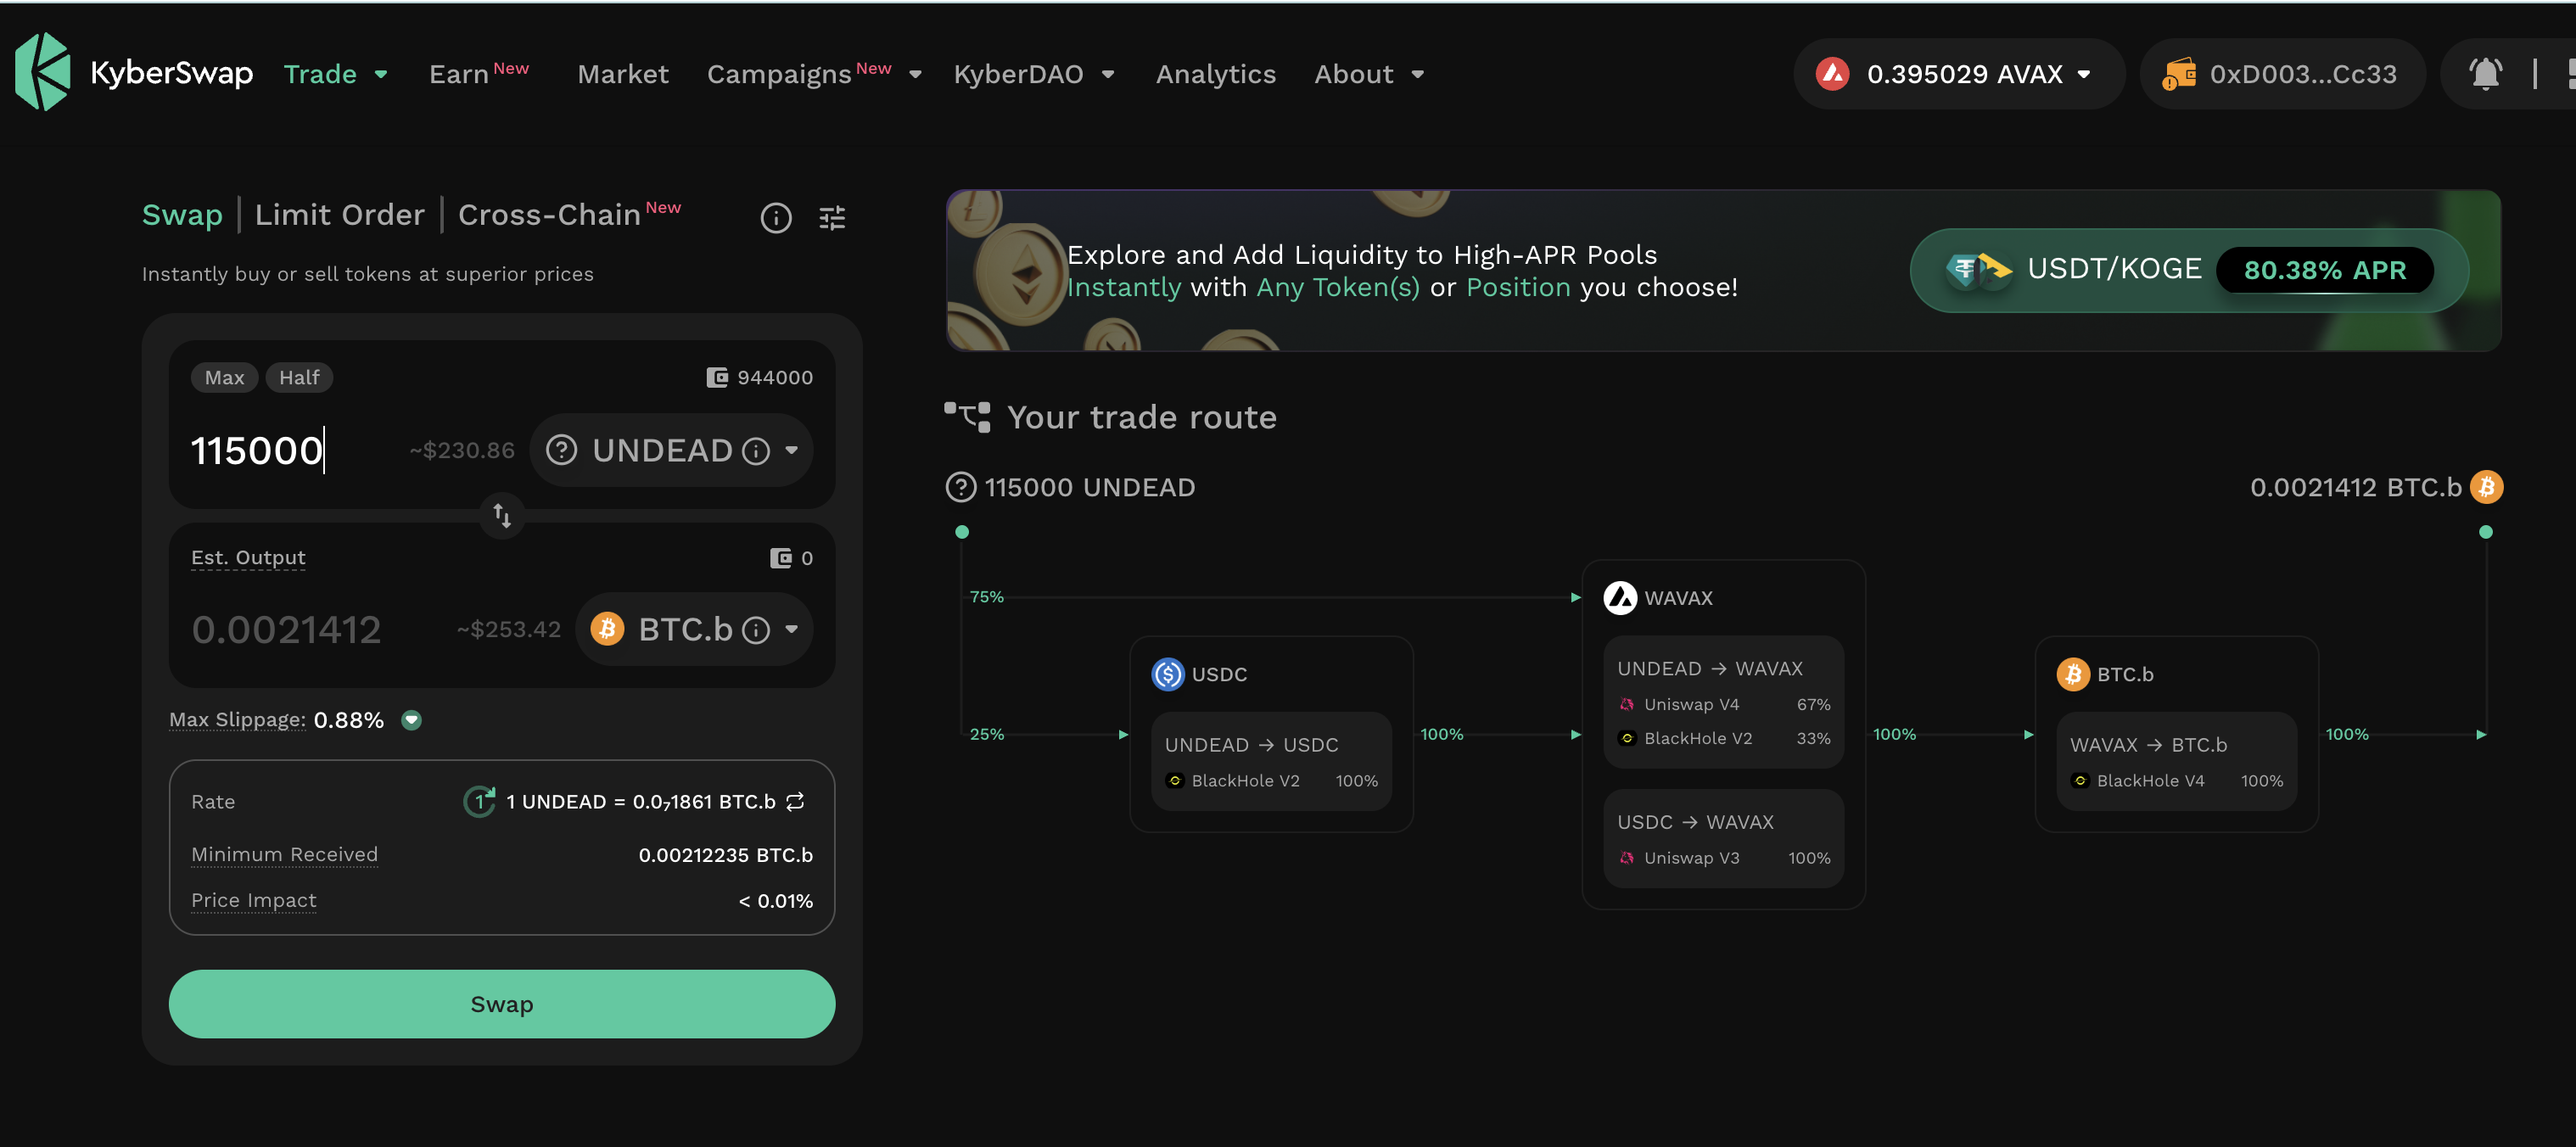 KyberSwap Trade Earn New Market Campaigns New KyberDAO Analytics About 0.395029 AVAX 0xD003...Cc33
Swap | Limit Order | Cross-Chain New
Instantly buy or sell tokens at superior prices
Max Half 944000
115000 ~$230.86 UNDEAD
Est. Output 0
0.0021412 ~$253.42 BTC.b
Max Slippage: 0.88%
Rate 1 1 UNDEAD = 0.0₇1861 BTC.b
Minimum Received 0.00212235 BTC.b
Price Impact < 0.01%
Swap
Explore and Add Liquidity to High-APR Pools
Instantly with Any Token(s) or Position you choose!
USDT/KOGE 80.38% APR
Your trade route
115000 UNDEAD
0.0021412 BTC.b
75%
25%
USDC
UNDEAD → USDC
BlackHole V2 100%
100%
WAVAX
UNDEAD → WAVAX
Uniswap V4 67%
BlackHole V2 33%
USDC → WAVAX
Uniswap V3 100%
100%
BTC.b
WAVAX → BTC.b
BlackHole V4 100%
100%